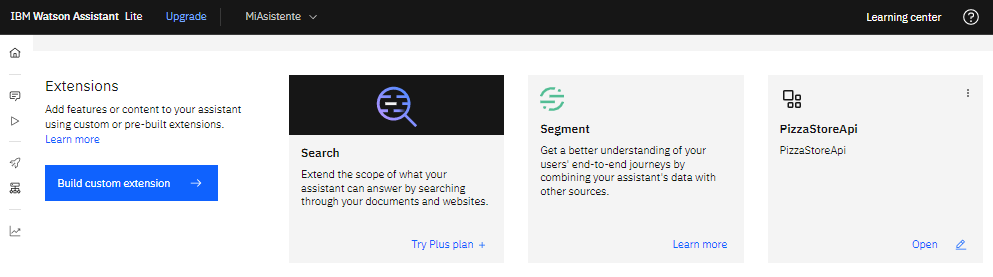 IBM Watson Assistant Lite Upgrade MiAsistente Learning center
Extensions
Add features or content to your assistant
using custom or pre-built extensions.
Learn more
Build custom extension
Search
Extend the scope of what your
assistant can answer by searching
through your documents and websites.
Try Plus plan +
Segment
Get a better understanding of your
users' end-to-end journeys by
combining your assistant's data with
other sources.
Learn more
PizzaStoreApi
PizzaStoreApi
Open